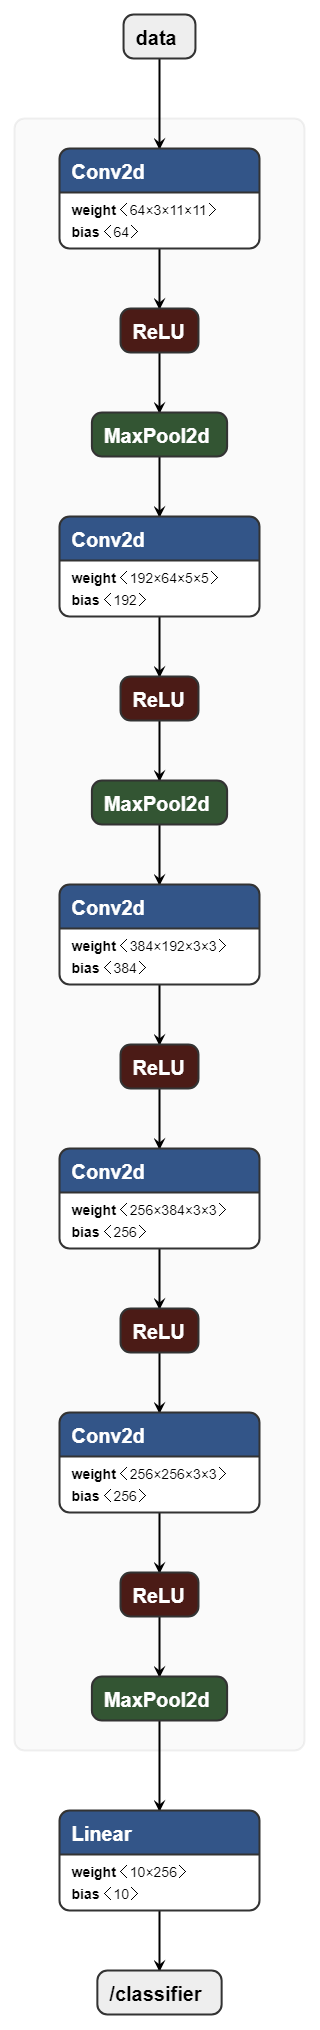 data
Conv2d
weight〈64×3×11×11〉
bias〈64〉
ReLU
MaxPool2d
Conv2d
weight〈192×64×5×5〉
bias〈192〉
ReLU
MaxPool2d
Conv2d
weight〈384×192×3×3〉
bias〈384〉
ReLU
Conv2d
weight〈256×384×3×3〉
bias〈256〉
ReLU
Conv2d
weight〈256×256×3×3〉
bias〈256〉
ReLU
MaxPool2d
Linear
weight〈10×256〉
bias〈10〉
/classifier